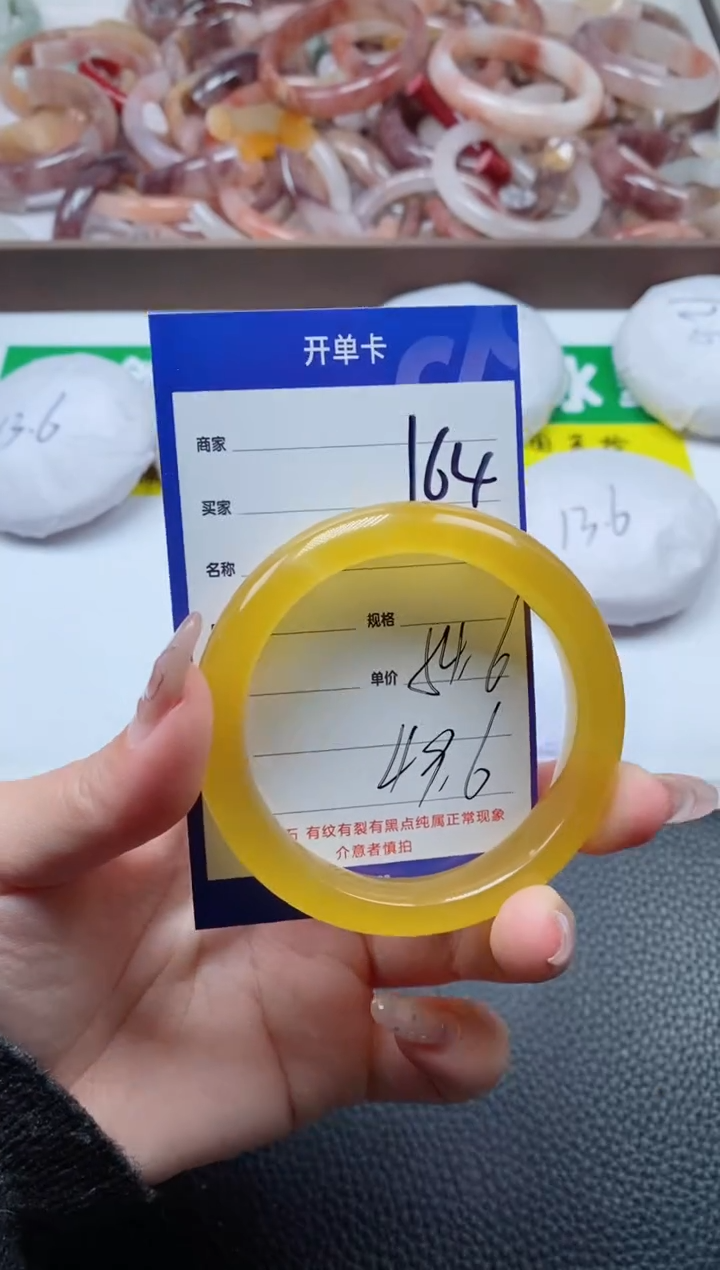 开单卡
商家
164
买家
名称
规格
单价 54.6
49.6
石 有纹有裂有黑点纯属正常现象
介意者慎拍
13.6
13.6
水